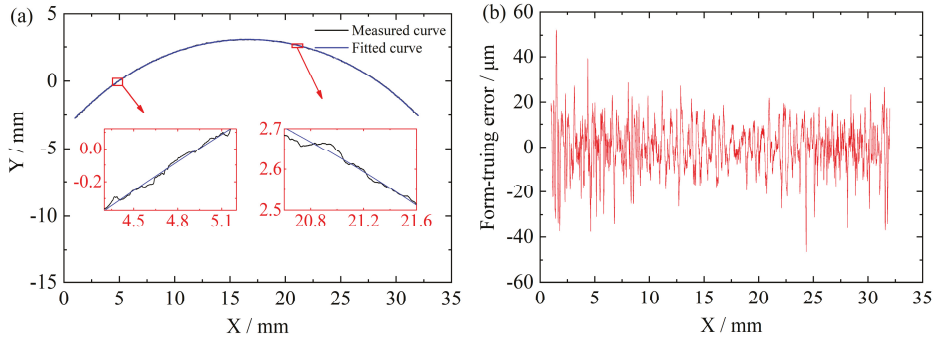 (a)
Measured curve
Fitted curve
Y / mm
5
0
-5
-10
-15
0.0
-0.2
4.5 4.8 5.1
2.7
2.6
2.5
20.8 21.2 21.6
0 5 10 15 20 25 30 35
X / mm
(b)
Form-truing error / μm
60
40
20
0
-20
-40
-60
0 5 10 15 20 25 30 35
X / mm